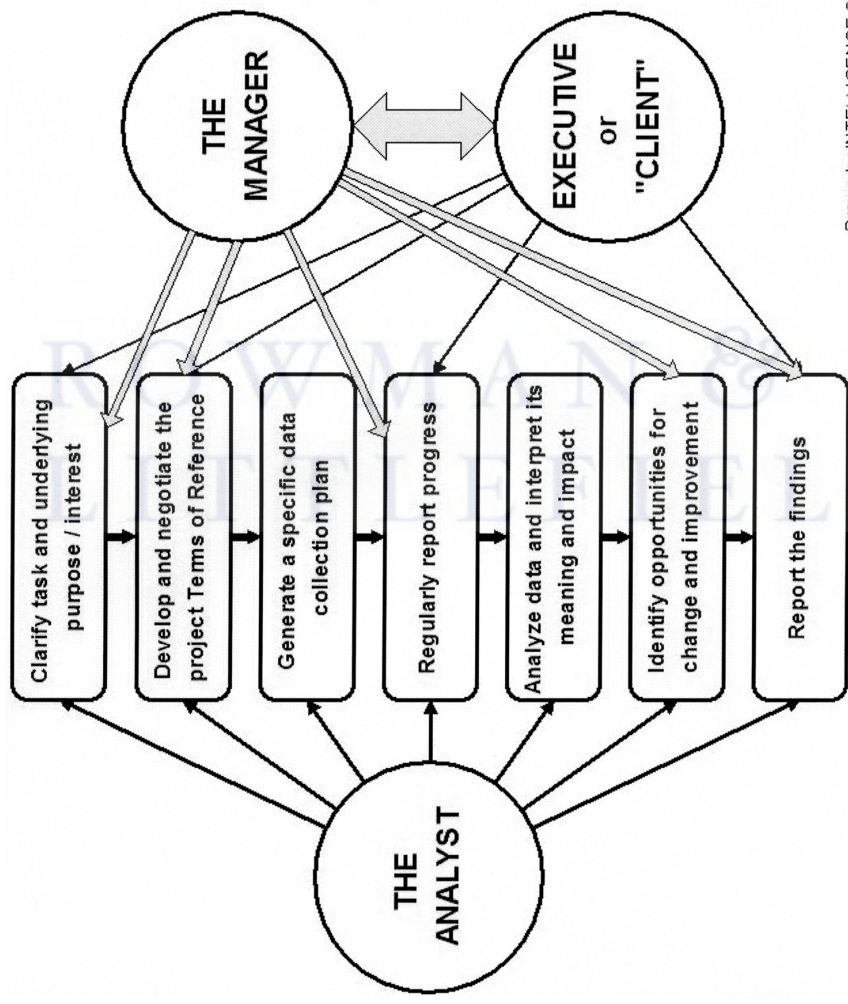 THE
MANAGER
EXECUTIVE
or
"CLIENT"
Clarify task and underlying
purpose / interest
Develop and negotiate the
project Terms of Reference
Generate a specific data
collection plan
Regularly report progress
Analyze data and interpret its
meaning and impact
Identify opportunities for
change and improvement
Report the findings
THE
ANALYST
ROWMAN &
LITTLEFIEL